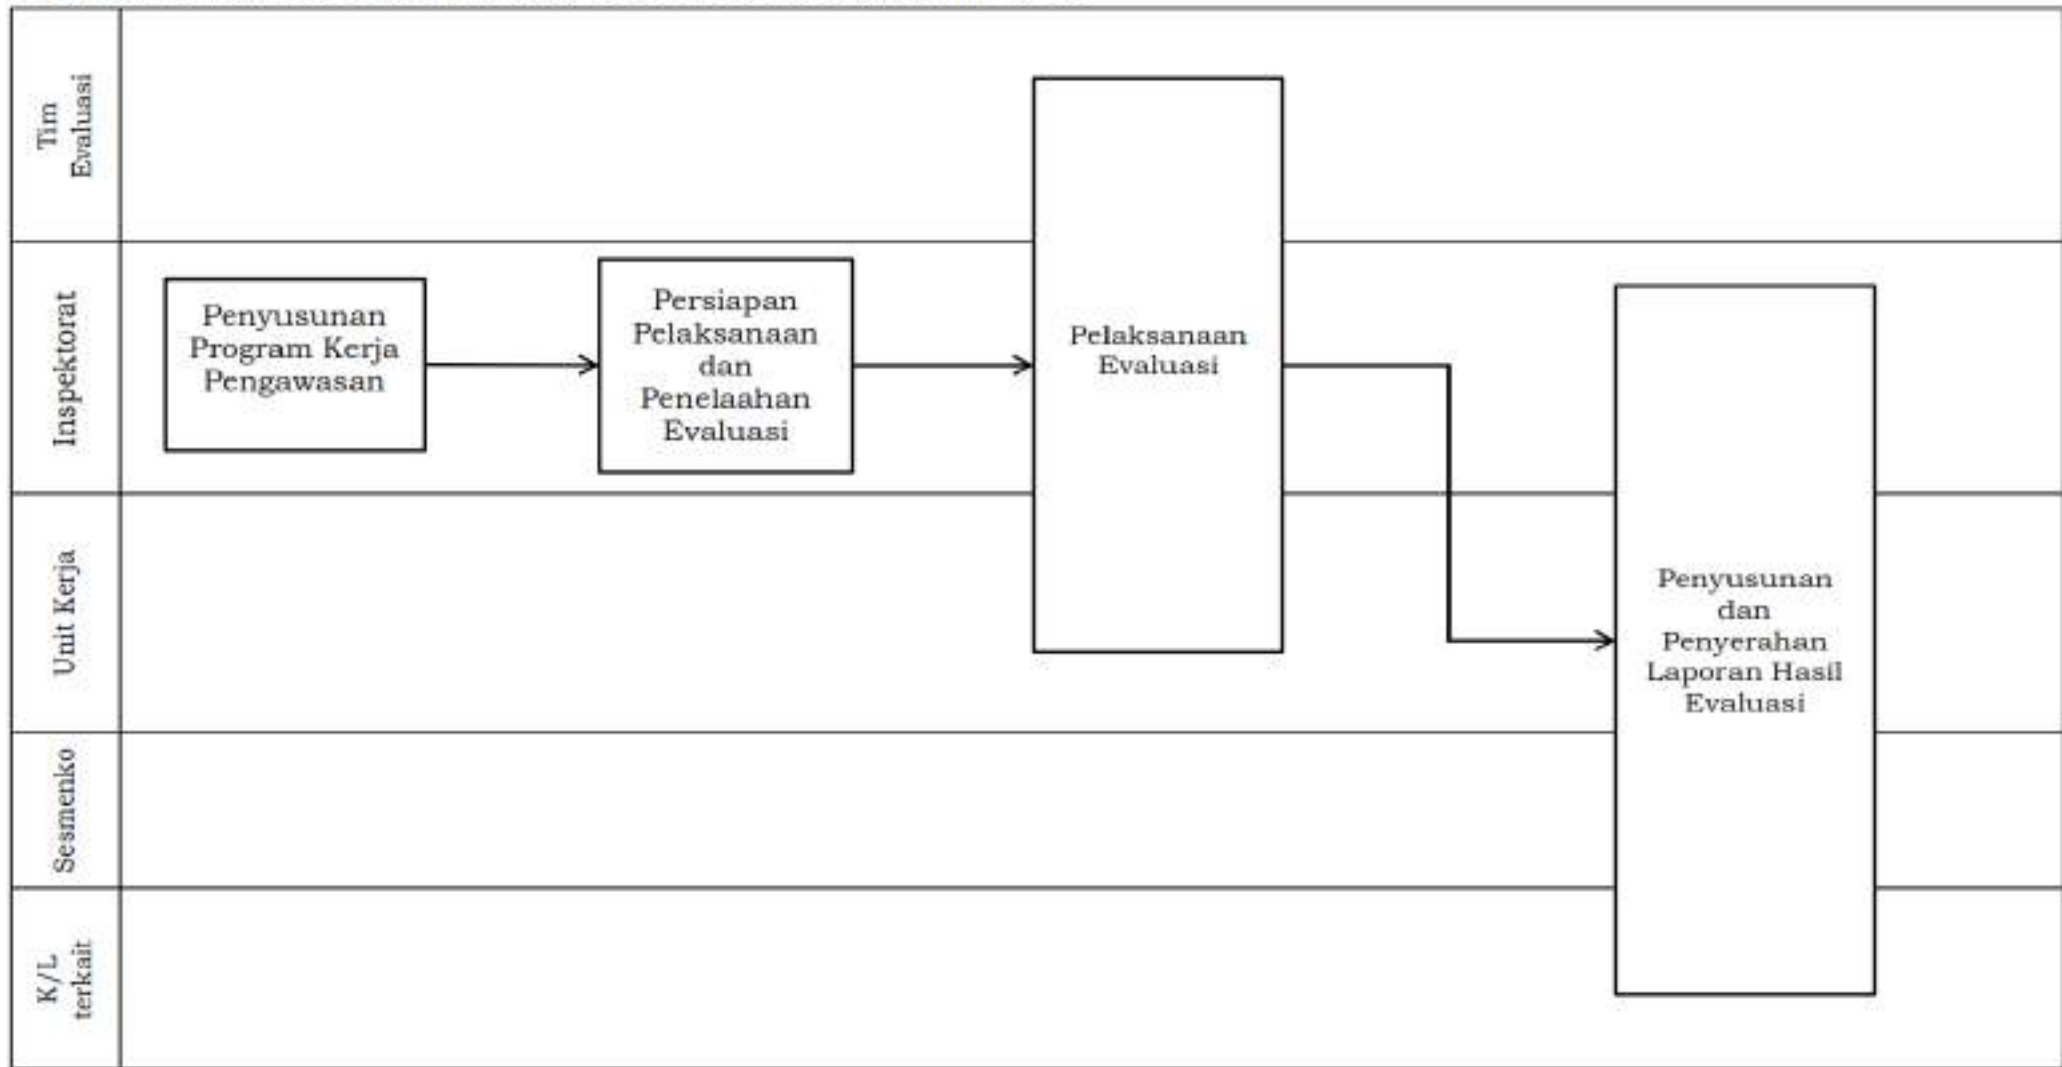 Tim
Evaluasi
Inspektorat
Penyusunan
Program Kerja
Pengawasan
Persiapan
Pelaksanaan
dan
Penelaahan
Evaluasi
Pelaksanaan
Evaluasi
Unit Kerja
Penyusunan
dan
Penyerahan
Laporan Hasil
Evaluasi
Sesmenko
K/L
terkait